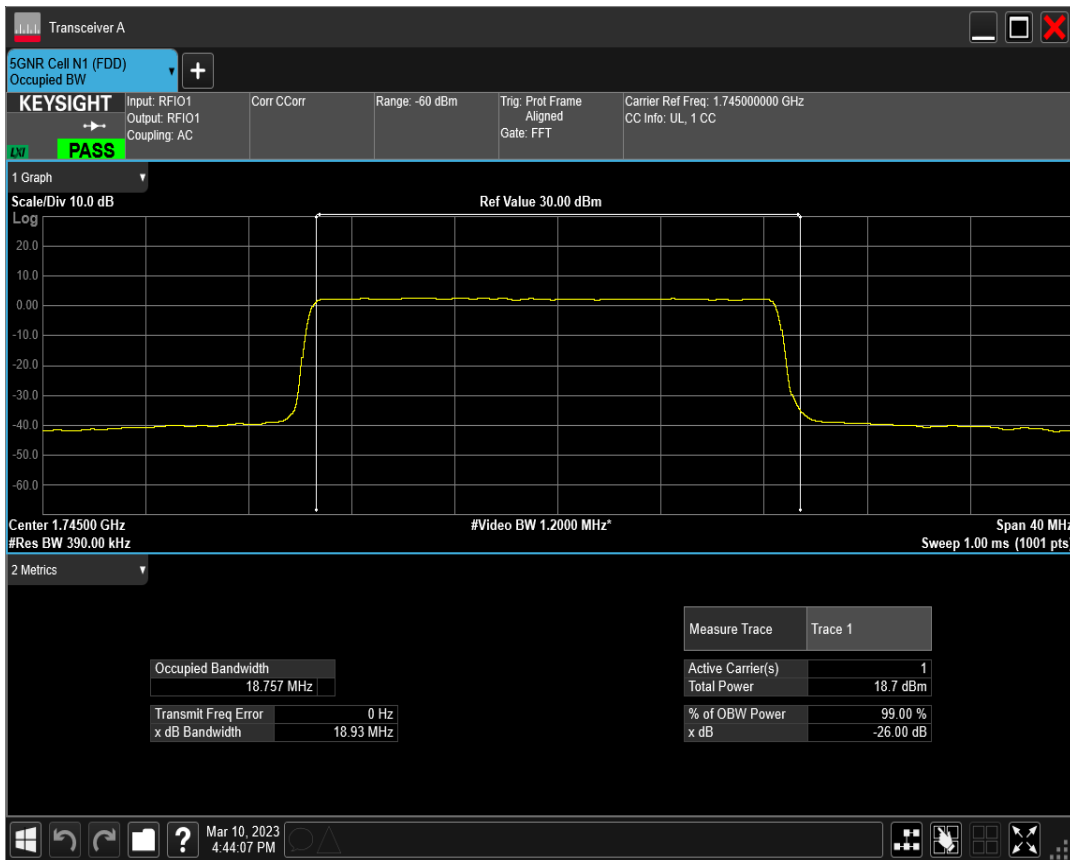 Transceiver A
5GNR Cell N1 (FDD)
Occupied BW
+
KEYSIGHT
LXI
PASS
Input: RFIO1
Output: RFIO1
Coupling: AC
Corr CCorr
Range: -60 dBm
Trig: Prot Frame
Aligned
Gate: FFT
Carrier Ref Freq: 1.745000000 GHz
CC Info: UL, 1 CC
1 Graph
Scale/Div 10.0 dB
Ref Value 30.00 dBm
Log
20.0
10.0
0.00
-10.0
-20.0
-30.0
-40.0
-50.0
-60.0
Center 1.74500 GHz
#Video BW 1.2000 MHz*
Span 40 MHz
#Res BW 390.00 kHz
Sweep 1.00 ms (1001 pts)
2 Metrics
Measure Trace Trace 1
Occupied Bandwidth
18.757 MHz
Active Carrier(s) 1
Total Power 18.7 dBm
Transmit Freq Error 0 Hz
x dB Bandwidth 18.93 MHz
% of OBW Power 99.00 %
x dB -26.00 dB
?
Mar 10, 2023
4:44:07 PM